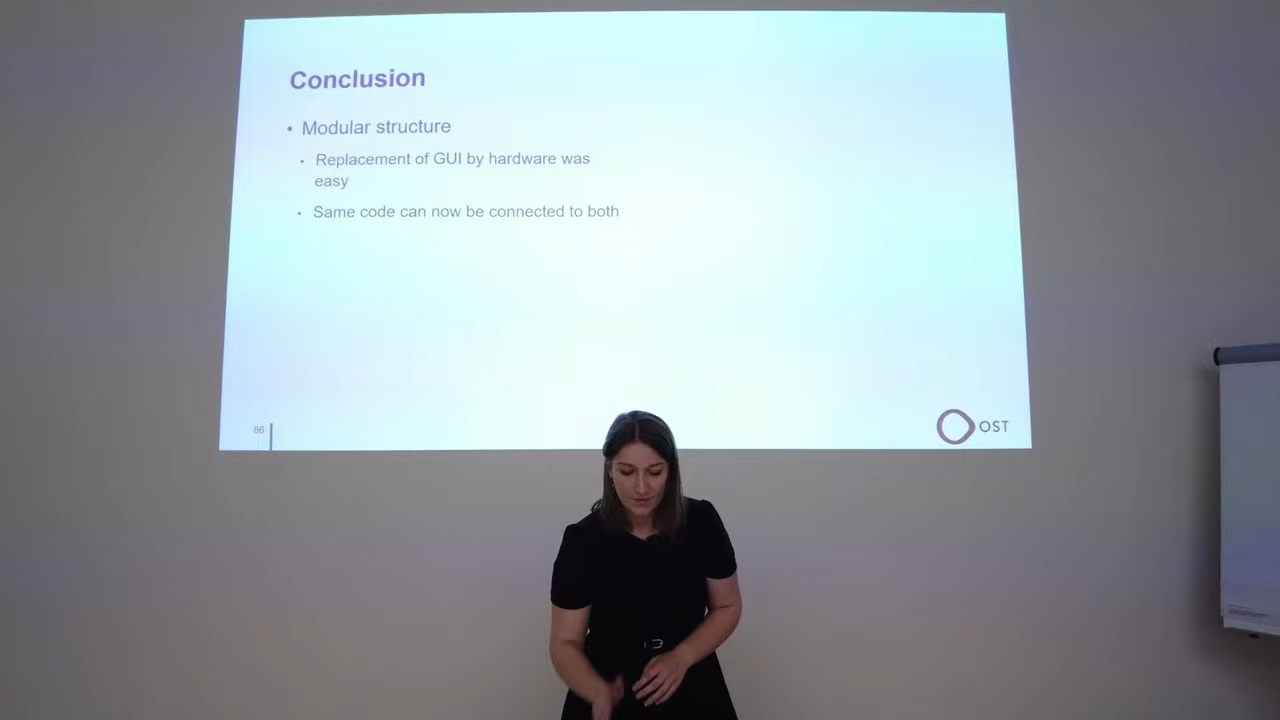 Conclusion
• Modular structure
• Replacement of GUI by hardware was
easy
• Same code can now be connected to both
86
OST